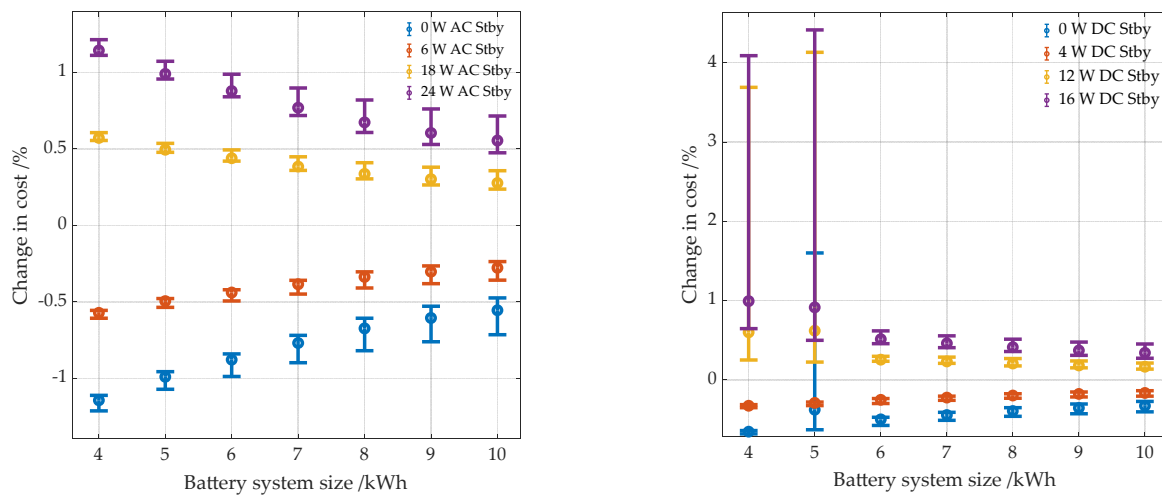 0 W AC Stby
6 W AC Stby
18 W AC Stby
24 W AC Stby
1
0.5
0
-0.5
-1
Change in cost /%
4 5 6 7 8 9 10
Battery system size /kWh
0 W DC Stby
4 W DC Stby
12 W DC Stby
16 W DC Stby
4
3
2
1
0
Change in cost /%
4 5 6 7 8 9 10
Battery system size /kWh